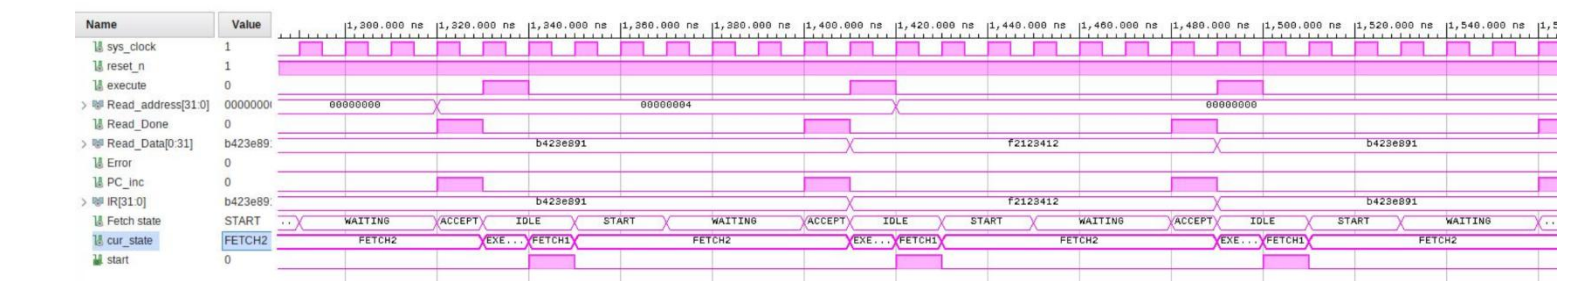 Name Value 1,300.000 ns 1,320.000 ns 1,340.000 ns 1,360.000 ns 1,380.000 ns 1,400.000 ns 1,420.000 ns 1,440.000 ns 1,460.000 ns 1,480.000 ns 1,500.000 ns 1,520.000 ns 1,540.000 ns 1,5
sys_clock 1
reset_n 1
execute 0
> Read_address[31:0] 0000000( 00000000 00000004 00000000
Read_Done 0
> Read_Data[0:31] b423e89 b423e891 f2123412 b423e891
Error 0
PC_inc 0
> IR[31:0] b423e89 b423e891 f2123412 b423e891
Fetch state START .. WAITING ACCEPT IDLE START WAITING ACCEPT IDLE START WAITING ACCEPT IDLE START WAITING ..
cur_state FETCH2 FETCH2 EXE... FETCH1 FETCH2 EXE... FETCH1 FETCH2 EXE... FETCH1 FETCH2
start 0